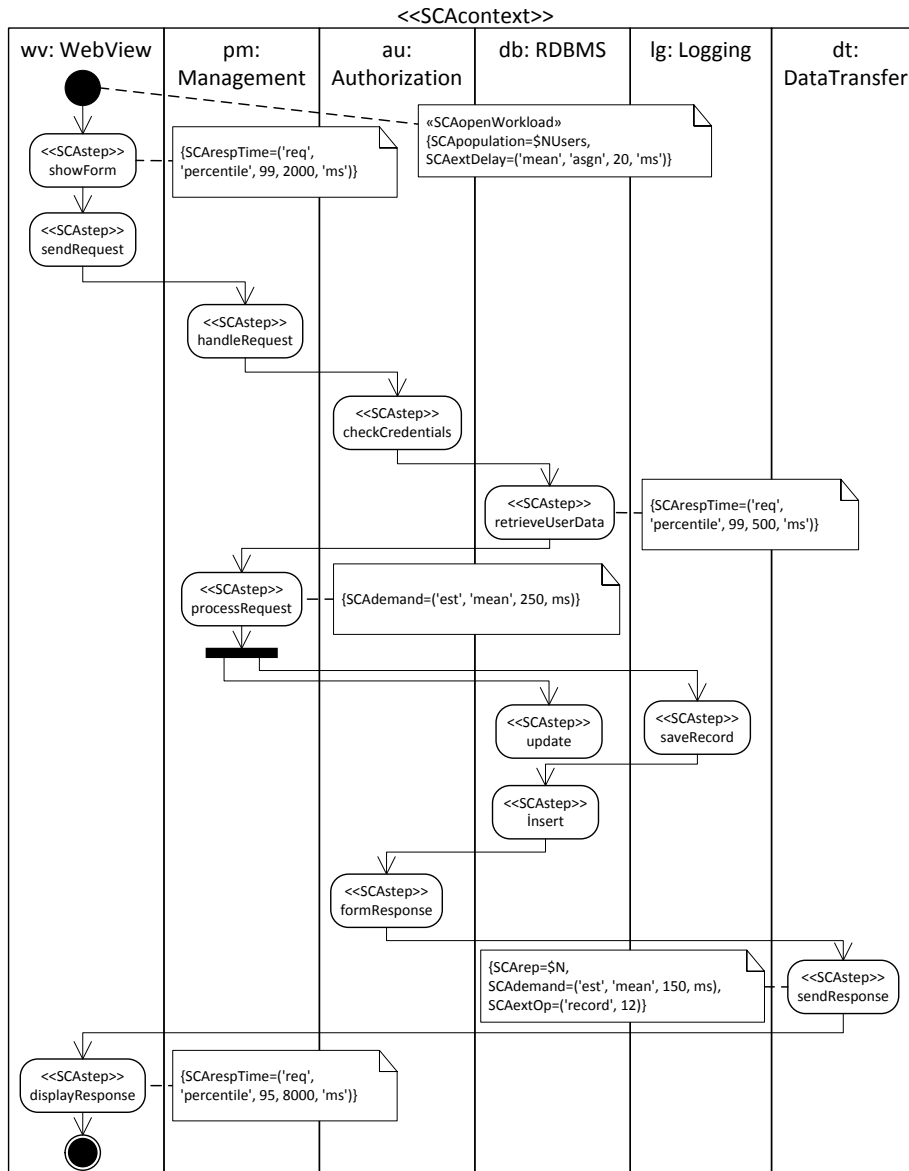 <<SCAcontext>>
wv: WebView
pm:
Management
au:
Authorization
db: RDBMS
lg: Logging
dt:
DataTransfer
«SCAopenWorkload»
{SCApopulation=$NUsers,
SCAextDelay=('mean', 'asgn', 20, 'ms')}
<<SCAstep>>
showForm
{SCArespTime=('req',
'percentile', 99, 2000, 'ms')}
<<SCAstep>>
sendRequest
<<SCAstep>>
handleRequest
<<SCAstep>>
checkCredentials
<<SCAstep>>
retrieveUserData
{SCArespTime=('req',
'percentile', 99, 500, 'ms')}
<<SCAstep>>
processRequest
{SCAdemand=('est', 'mean', 250, ms)}
<<SCAstep>>
update
<<SCAstep>>
saveRecord
<<SCAstep>>
İnsert
<<SCAstep>>
formResponse
{SCArep=$N,
SCAdemand=('est', 'mean', 150, ms),
SCAextOp=('record', 12)}
<<SCAstep>>
sendResponse
<<SCAstep>>
displayResponse
{SCArespTime=('req',
'percentile', 95, 8000, 'ms')}